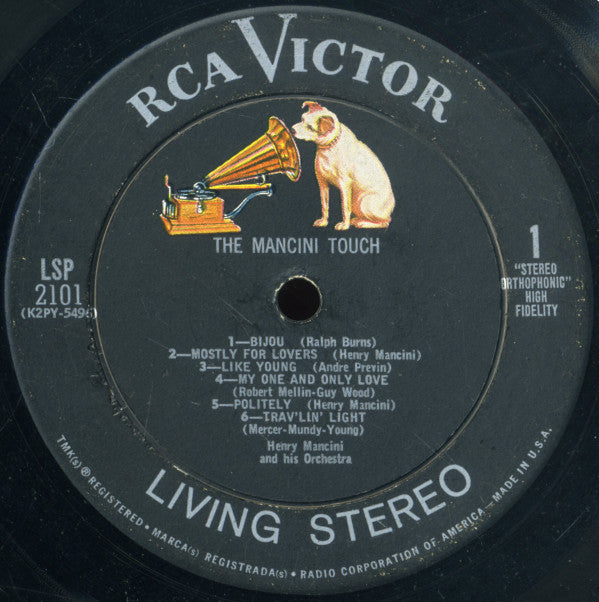 RCA VICTOR
THE MANCINI TOUCH
LSP
2101
(K2PY-5496
1
"STEREO
ORTHOPHONIC"
HIGH
FIDELITY
1—BIJOU (Ralph Burns)
2—MOSTLY FOR LOVERS (Henry Mancini)
3—LIKE YOUNG (Andre Previn)
4—MY ONE AND ONLY LOVE
(Robert Mellin-Guy Wood)
5—POLITELY (Henry Mancini)
6—TRAV'LIN' LIGHT
(Mercer-Mundy-Young)
Henry Mancini
and his Orchestra
LIVING STEREO
TMK(s) ® REGISTERED • MARCA(s) REGISTRADA(s) • RADIO CORPORATION OF AMERICA — MADE IN U.S.A.